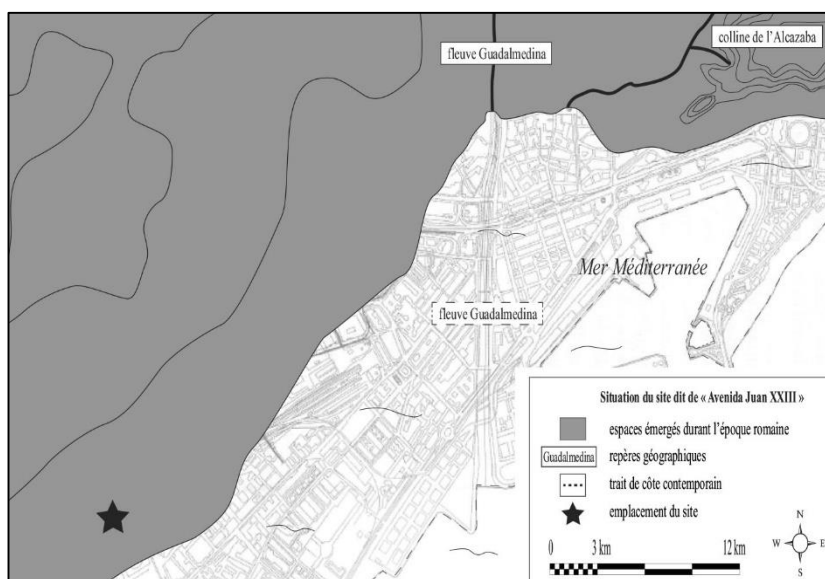 colline de l'Alcazaba
fleuve Guadalmedina
Mer Méditerranée
fleuve Guadalmedina
Situation du site dit de « Avenida Juan XXIII »
espaces émergés durant l'époque romaine
Guadalmedina repères géographiques
trait de côte contemporain
emplacement du site
0 3 km 12 km
N
W E
S